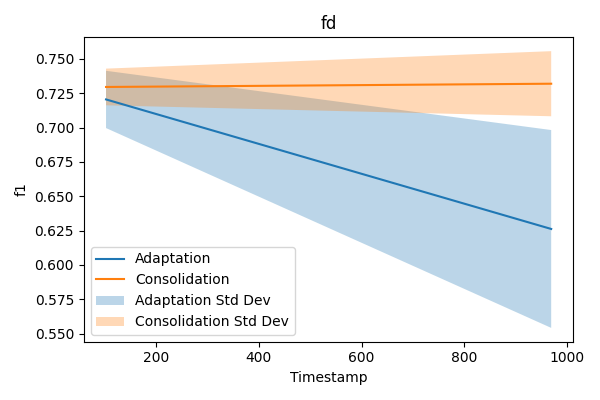 fd
f1
0.750
0.725
0.700
0.675
0.650
0.625
0.600
0.575
0.550
Adaptation
Consolidation
Adaptation Std Dev
Consolidation Std Dev
200
400
600
800
1000
Timestamp